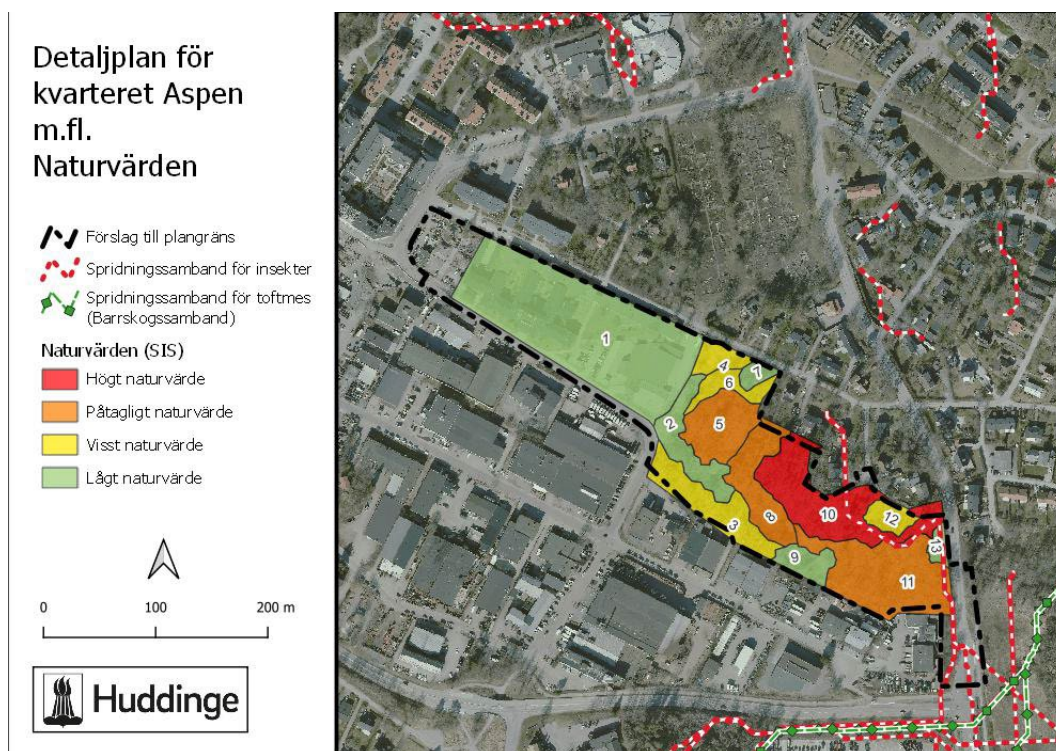 Detaljplan för
kvarteret Aspen
m.fl.
Naturvärden
Förslag till plangräns
Spridningssamband för insekter
Spridningssamband för toftmes
(Barrskogssamband)
Naturvärden (SIS)
Högt naturvärde
Påtagligt naturvärde
Visst naturvärde
Lågt naturvärde
0 100 200 m
Huddinge
1
4
7
6
5
2
3
8
10
12
9
13
11